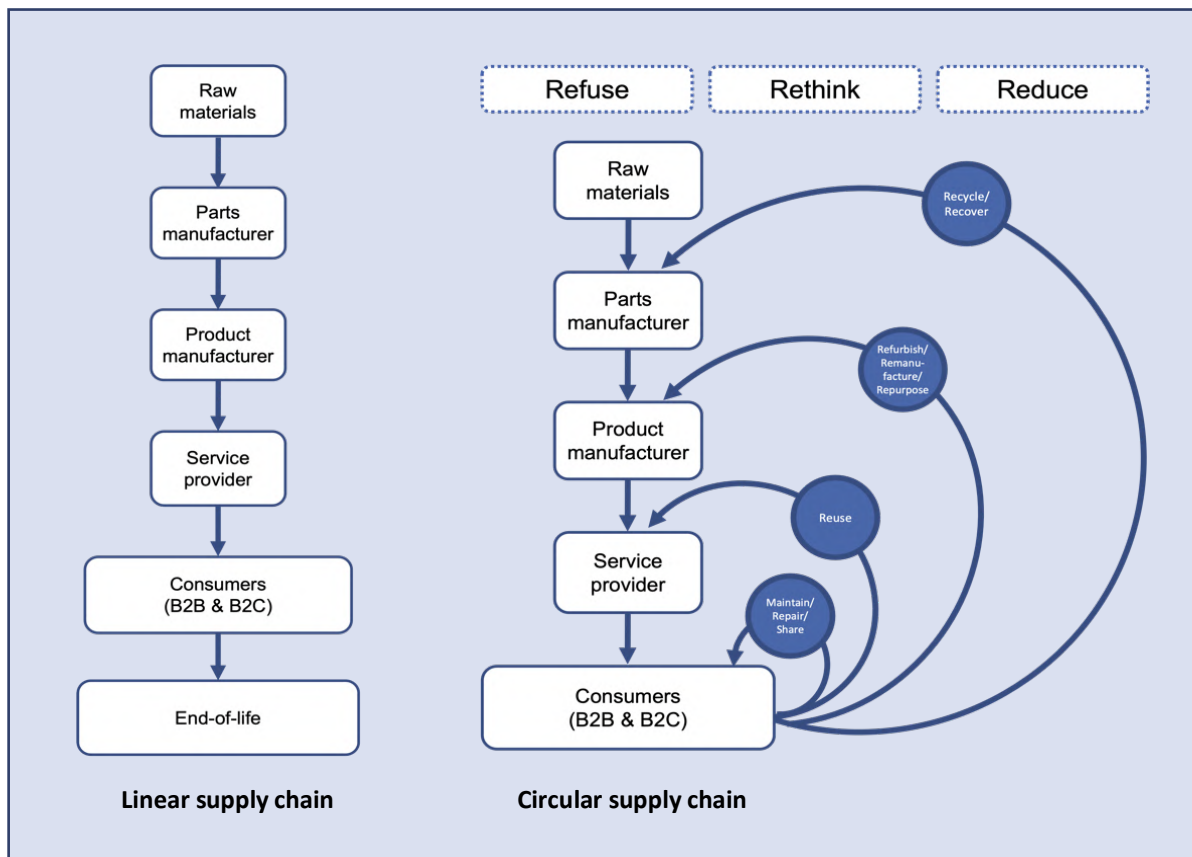 Raw
materials
Parts
manufacturer
Product
manufacturer
Service
provider
Consumers
(B2B & B2C)
End-of-life
Linear supply chain
Refuse
Rethink
Reduce
Raw
materials
Recycle/
Recover
Parts
manufacturer
Refurbish/
Remanu-
facture/
Repurpose
Product
manufacturer
Reuse
Service
provider
Maintain/
Repair/
Share
Consumers
(B2B & B2C)
Circular supply chain